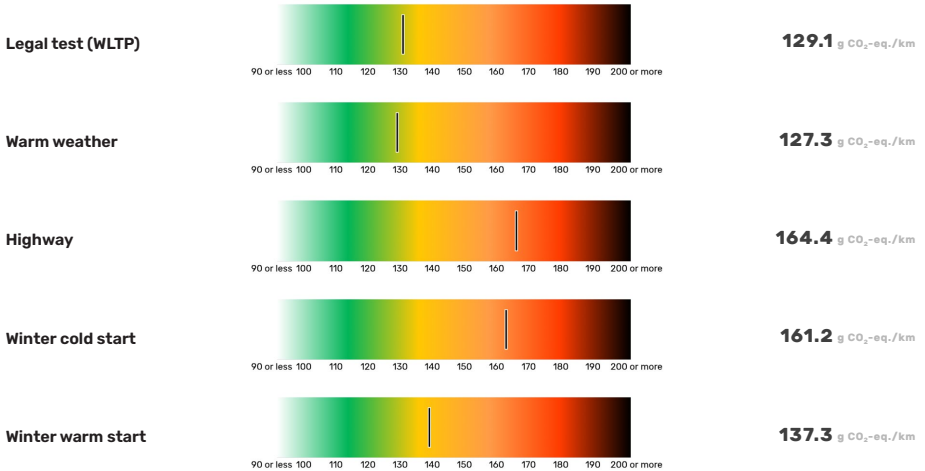 Legal test (WLTP)
129.1 g CO₂-eq./km
90 or less 100 110 120 130 140 150 160 170 180 190 200 or more
Warm weather
127.3 g CO₂-eq./km
90 or less 100 110 120 130 140 150 160 170 180 190 200 or more
Highway
164.4 g CO₂-eq./km
90 or less 100 110 120 130 140 150 160 170 180 190 200 or more
Winter cold start
161.2 g CO₂-eq./km
90 or less 100 110 120 130 140 150 160 170 180 190 200 or more
Winter warm start
137.3 g CO₂-eq./km
90 or less 100 110 120 130 140 150 160 170 180 190 200 or more